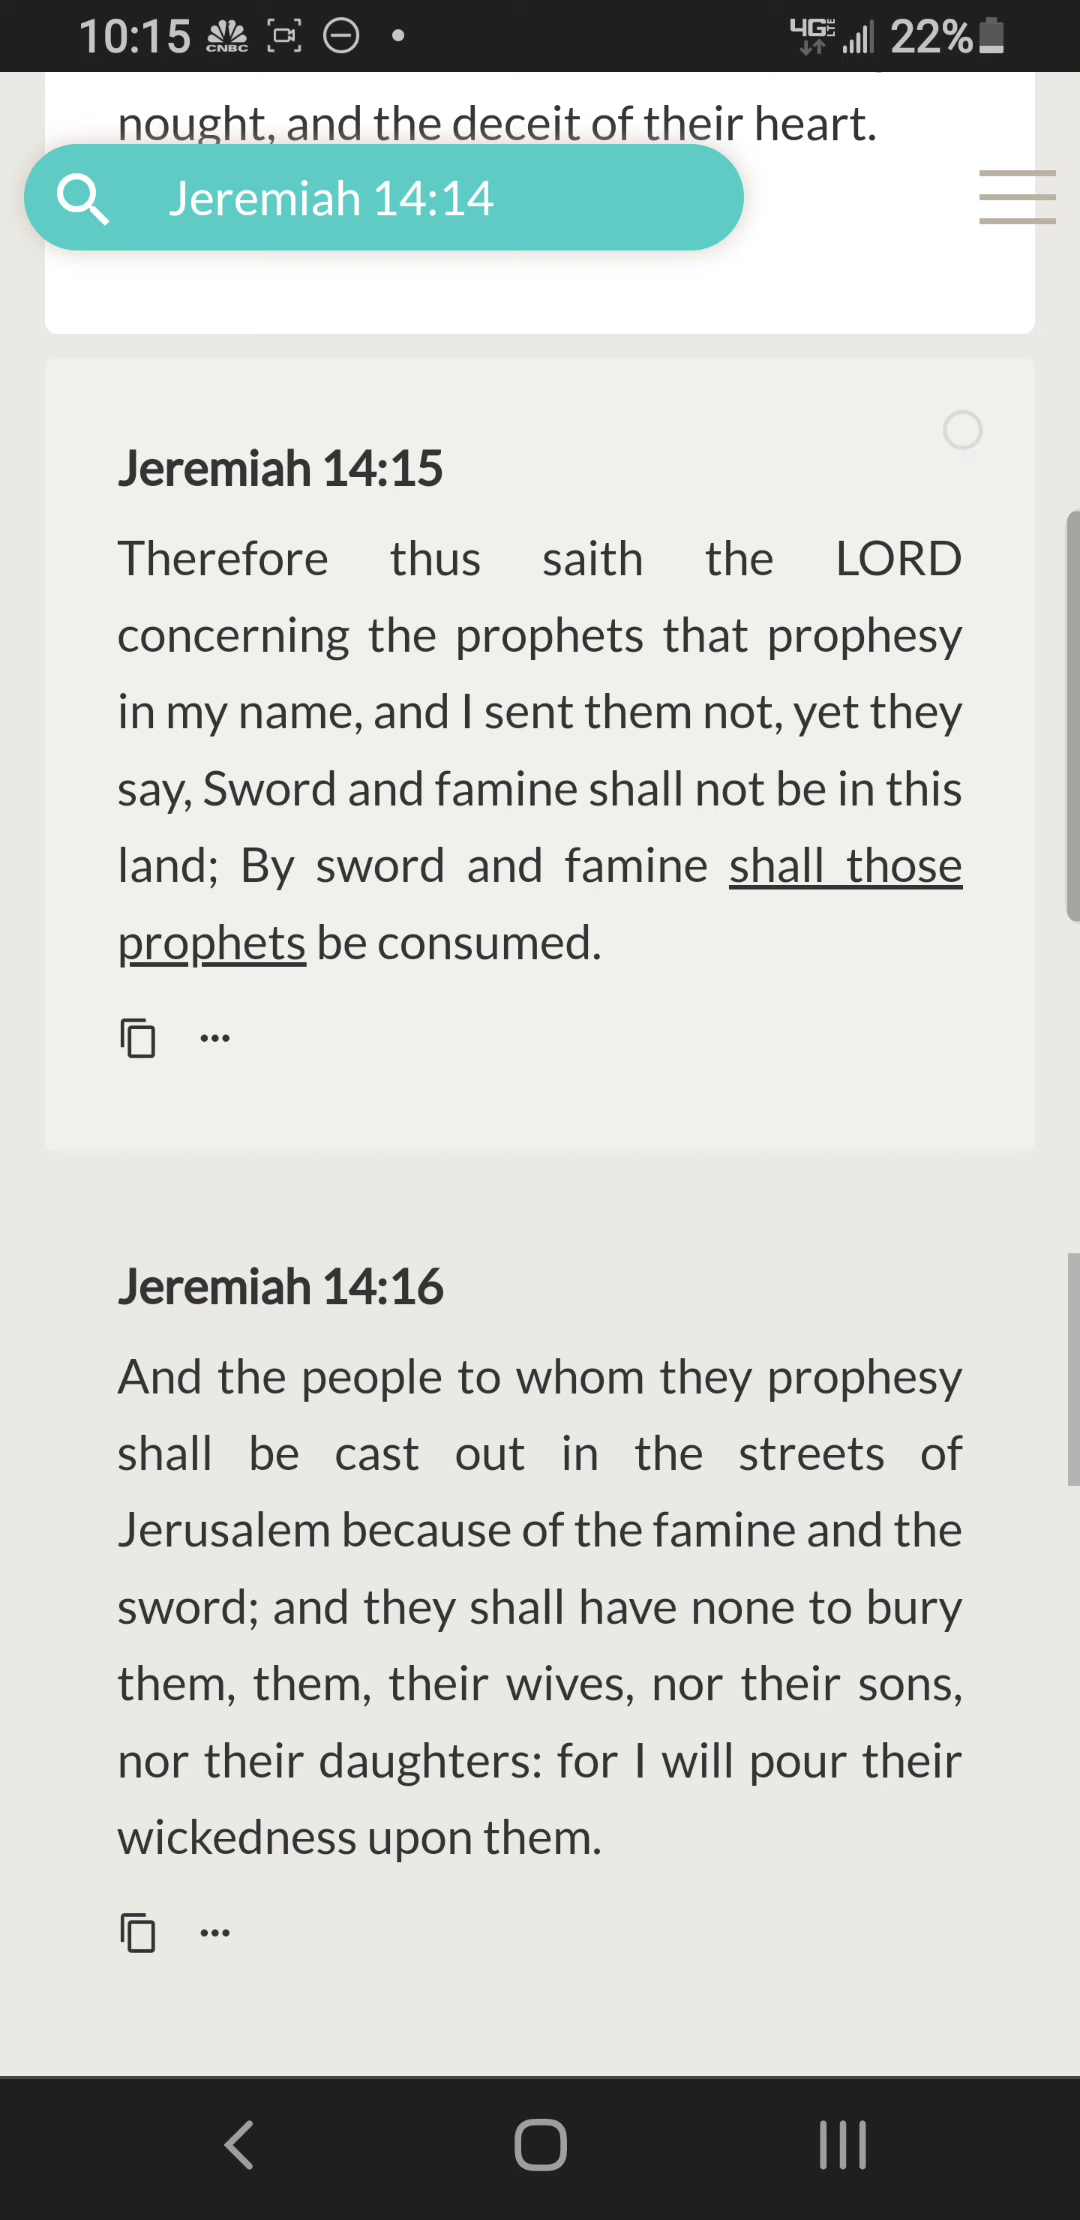 10:15 CNBC 4G LTE 22%
nought, and the deceit of their heart.
Jeremiah 14:14
Jeremiah 14:15
Therefore thus saith the LORD
concerning the prophets that prophesy
in my name, and I sent them not, yet they
say, Sword and famine shall not be in this
land; By sword and famine shall those
prophets be consumed.
Jeremiah 14:16
And the people to whom they prophesy
shall be cast out in the streets of
Jerusalem because of the famine and the
sword; and they shall have none to bury
them, them, their wives, nor their sons,
nor their daughters: for I will pour their
wickedness upon them.